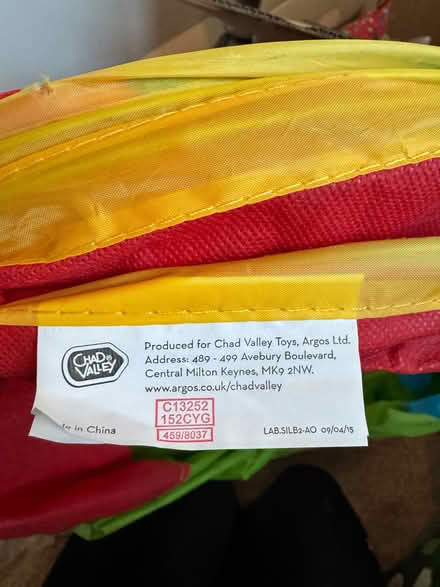 CHAD®
VALLEY
Produced for Chad Valley Toys, Argos Ltd.
Address: 489 - 499 Avebury Boulevard,
Central Milton Keynes, MK9 2NW.
www.argos.co.uk/chadvalley
C13252
152CYG
459/8037
in China
LAB.SILB2-AO 09/04/15